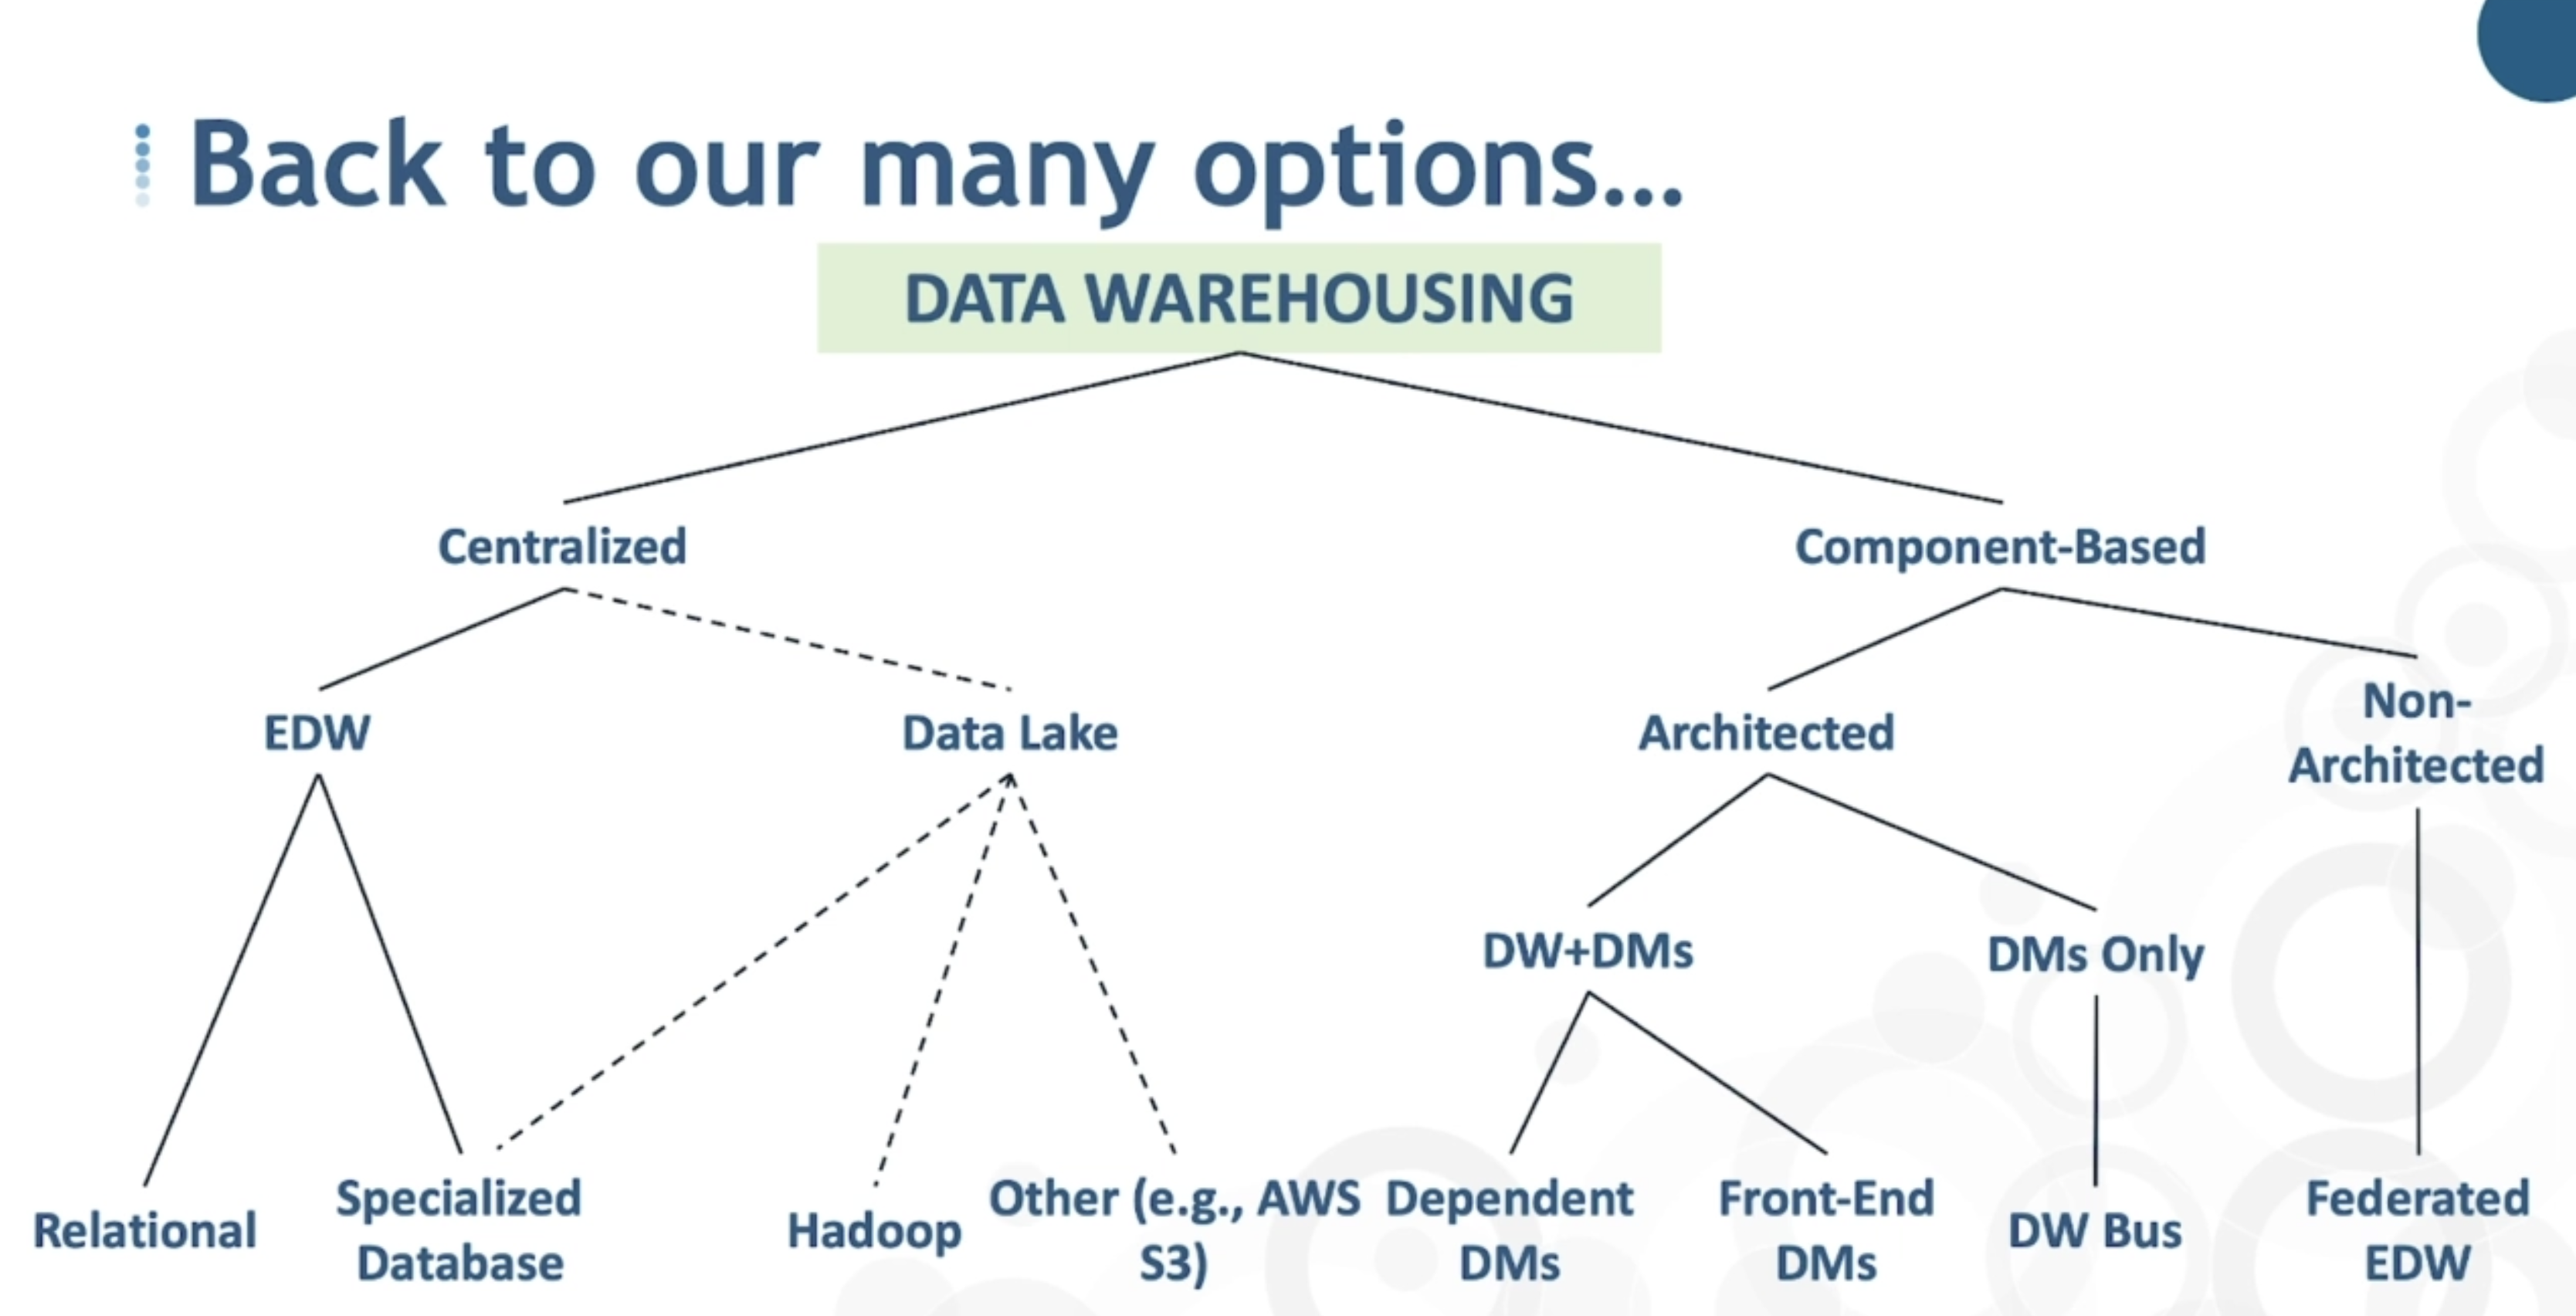 Back to our many options...
DATA WAREHOUSING
Centralized
Component-Based
EDW
Data Lake
Architected
Non-
Architected
DW+DMs
DMs Only
Relational
Specialized
Database
Hadoop
Other (e.g., AWS
S3)
Dependent
DMs
Front-End
DMs
DW Bus
Federated
EDW